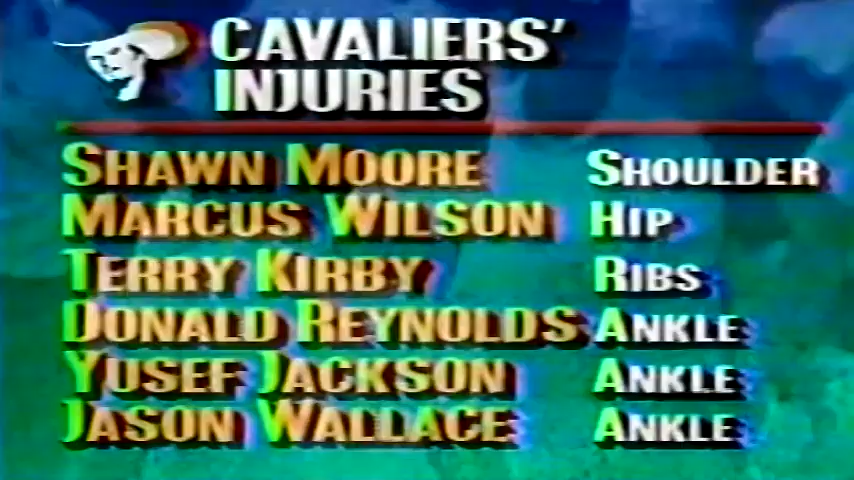 CAVALIERS'
INJURIES
SHAWN MOORE SHOULDER
MARCUS WILSON HIP
TERRY KIRBY RIBS
DONALD REYNOLDS ANKLE
YUSEF JACKSON ANKLE
JASON WALLACE ANKLE